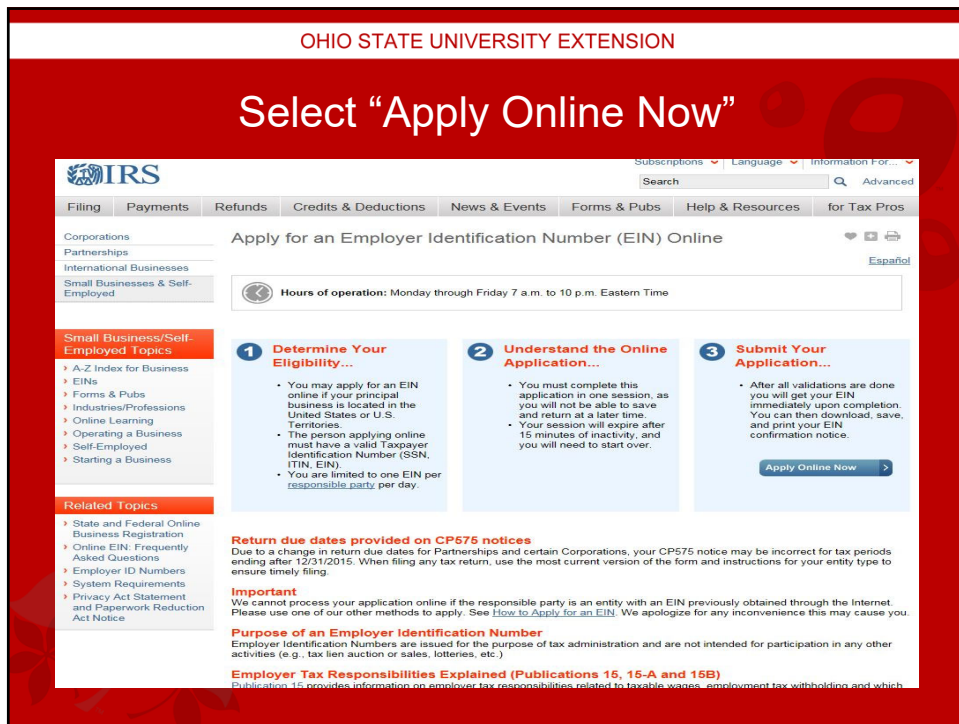 OHIO STATE UNIVERSITY EXTENSION
Select “Apply Online Now”
IRS
Subscriptions Language Information For...
Search Advanced
Filing Payments Refunds Credits & Deductions News & Events Forms & Pubs Help & Resources for Tax Pros
Corporations
Partnerships
International Businesses
Small Businesses & Self-
Employed
Apply for an Employer Identification Number (EIN) Online
Español
Hours of operation: Monday through Friday 7 a.m. to 10 p.m. Eastern Time
Small Business/Self-
Employed Topics
A-Z Index for Business
EINs
Forms & Pubs
Industries/Professions
Online Learning
Operating a Business
Self-Employed
Starting a Business
Related Topics
State and Federal Online
Business Registration
Online EIN: Frequently
Asked Questions
Employer ID Numbers
System Requirements
Privacy Act Statement
and Paperwork Reduction
Act Notice
1 Determine Your
Eligibility...
• You may apply for an EIN
online if your principal
business is located in the
United States or U.S.
Territories.
• The person applying online
must have a valid Taxpayer
Identification Number (SSN,
ITIN, EIN).
• You are limited to one EIN per
responsible party per day.
2 Understand the Online
Application...
• You must complete this
application in one session, as
you will not be able to save
and return at a later time.
• Your session will expire after
15 minutes of inactivity, and
you will need to start over.
3 Submit Your
Application...
• After all validations are done
you will get your EIN
immediately upon completion.
You can then download, save,
and print your EIN
confirmation notice.
Apply Online Now >
Return due dates provided on CP575 notices
Due to a change in return due dates for Partnerships and certain Corporations, your CP575 notice may be incorrect for tax periods
ending after 12/31/2015. When filing any tax return, use the most current version of the form and instructions for your entity type to
ensure timely filing.
Important
We cannot process your application online if the responsible party is an entity with an EIN previously obtained through the Internet.
Please use one of our other methods to apply. See How to Apply for an EIN. We apologize for any inconvenience this may cause you.
Purpose of an Employer Identification Number
Employer Identification Numbers are issued for the purpose of tax administration and are not intended for participation in any other
activities (e.g., tax lien auction or sales, lotteries, etc.)
Employer Tax Responsibilities Explained (Publications 15, 15-A and 15B)
Publication 15 provides information on employer tax responsibilities related to taxable wages, employment tax withholding and which